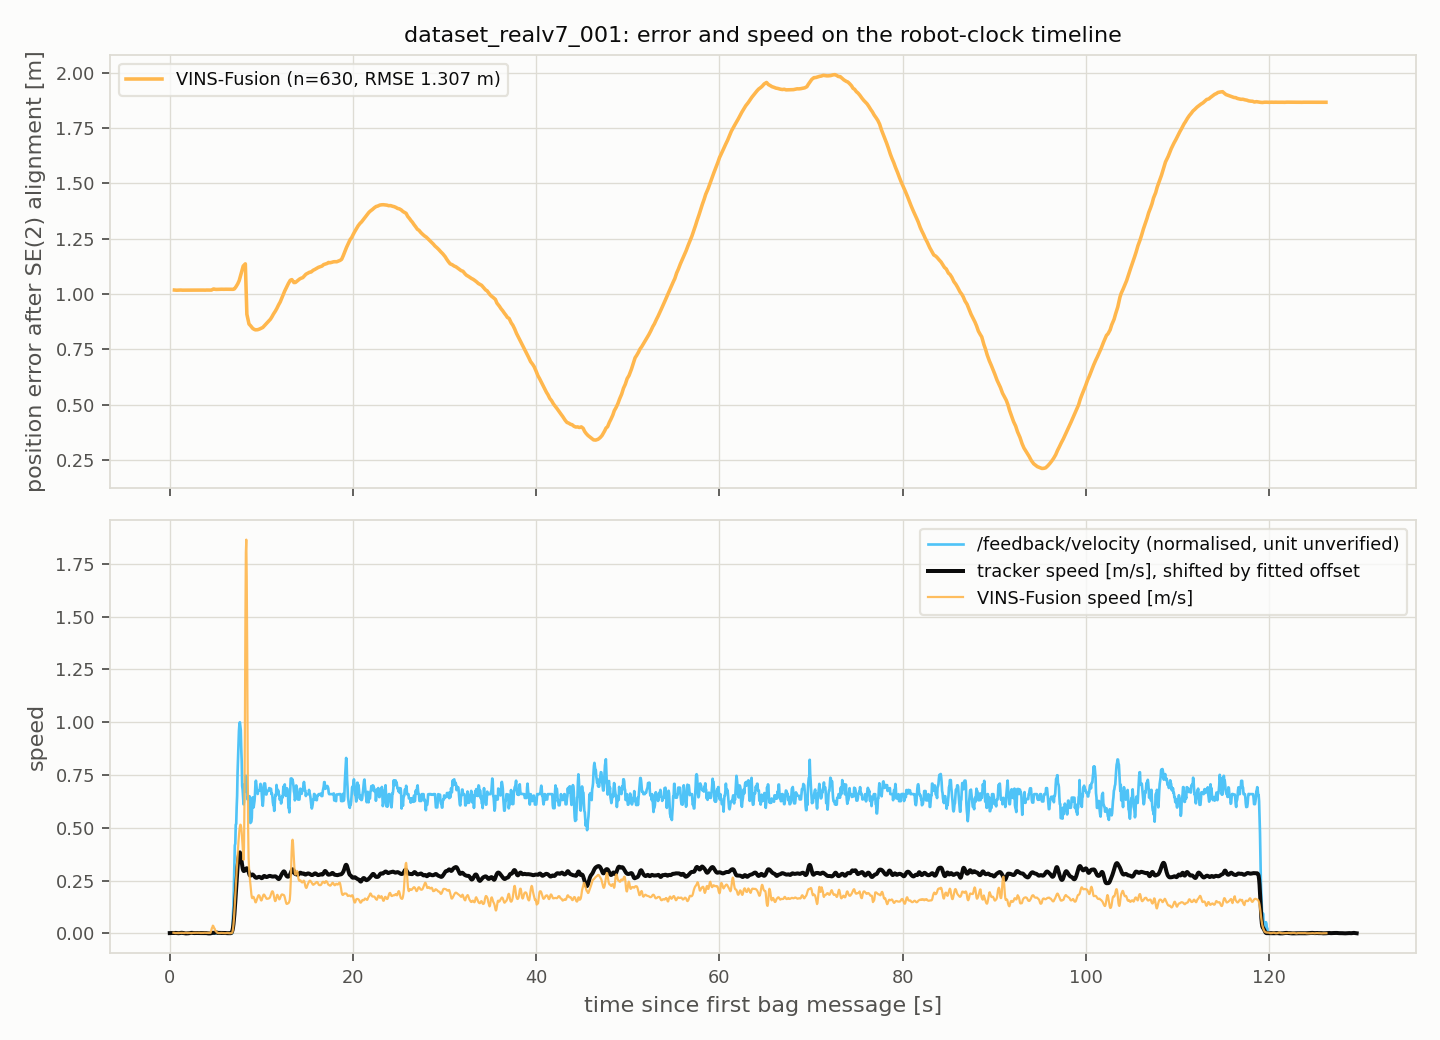 dataset_realv7_001: error and speed on the robot-clock timeline
position error after SE(2) alignment [m]
2.00
1.75
1.50
1.25
1.00
0.75
0.50
0.25
VINS-Fusion (n=630, RMSE 1.307 m)
speed
1.75
1.50
1.25
1.00
0.75
0.50
0.25
0.00
/feedback/velocity (normalised, unit unverified)
tracker speed [m/s], shifted by fitted offset
VINS-Fusion speed [m/s]
0 20 40 60 80 100 120
time since first bag message [s]